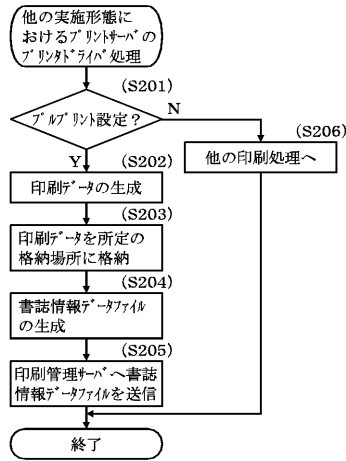 他の実施形態に
おけるﾌﾟﾘﾝﾄｻｰﾊﾞの
ﾌﾟﾘﾝﾀﾄﾞﾗｲﾊﾞ処理
(S201)
ﾌﾟﾙﾌﾟﾘﾝﾄ設定?
N
(S206)
他の印刷処理へ
Y
(S202)
印刷ﾃﾞｰﾀの生成
(S203)
印刷ﾃﾞｰﾀを所定の
格納場所に格納
(S204)
書誌情報ﾃﾞｰﾀﾌｧｲﾙ
の生成
(S205)
印刷管理ｻｰﾊﾞへ書誌
情報ﾃﾞｰﾀﾌｧｲﾙを送信
終了